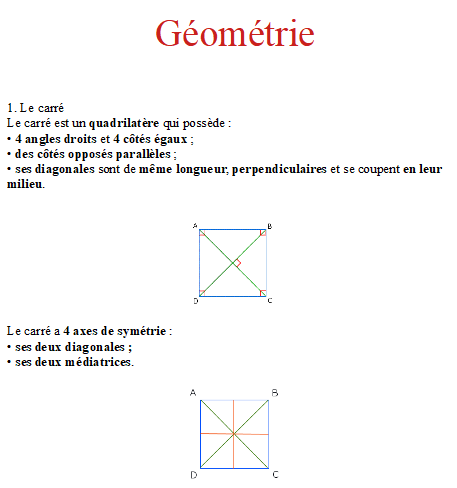 Géométrie
1. Le carré
Le carré est un quadrilatère qui possède :
• 4 angles droits et 4 côtés égaux ;
• des côtés opposés parallèles ;
• ses diagonales sont de même longueur, perpendiculaires et se coupent en leur
milieu.
A B
D C
Le carré a 4 axes de symétrie :
• ses deux diagonales ;
• ses deux médiatrices.
A B
D C